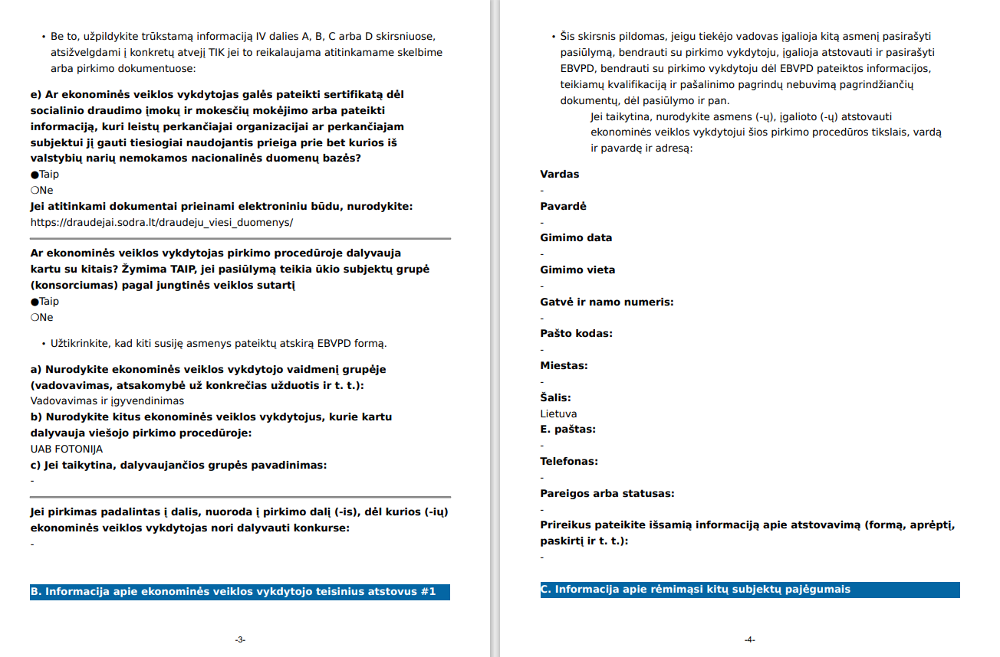 • Be to, užpildykite trūkstamą informaciją IV dalies A, B, C arba D skirsniuose,
atsižvelgdami į konkretų atvejį TIK jei to reikalaujama atitinkamame skelbime
arba pirkimo dokumentuose:
e) Ar ekonominės veiklos vykdytojas galės pateikti sertifikatą dėl
socialinio draudimo įmokų ir mokesčių mokėjimo arba pateikti
informaciją, kuri leistų perkančiajai organizacijai ar perkančiajam
subjektui jį gauti tiesiogiai naudojantis prieiga prie bet kurios iš
valstybių narių nemokamos nacionalinės duomenų bazės?
●Taip
❍Ne
Jei atitinkami dokumentai prieinami elektroniniu būdu, nurodykite:
https://draudejai.sodra.lt/draudeju_viesi_duomenys/
Ar ekonominės veiklos vykdytojas pirkimo procedūroje dalyvauja
kartu su kitais? Žymima TAIP, jei pasiūlymą teikia ūkio subjektų grupė
(konsorciumas) pagal jungtinės veiklos sutartį
●Taip
❍Ne
• Užtikrinkite, kad kiti susiję asmenys pateiktų atskirą EBVPD formą.
a) Nurodykite ekonominės veiklos vykdytojo vaidmenį grupėje
(vadovavimas, atsakomybė už konkrečias užduotis ir t. t.):
Vadovavimas ir įgyvendinimas
b) Nurodykite kitus ekonominės veiklos vykdytojus, kurie kartu
dalyvauja viešojo pirkimo procedūroje:
UAB FOTONIJA
c) Jei taikytina, dalyvaujančios grupės pavadinimas:
-
Jei pirkimas padalintas į dalis, nuoroda į pirkimo dalį (-is), dėl kurios (-ių)
ekonominės veiklos vykdytojas nori dalyvauti konkurse:
-
B. Informacija apie ekonominės veiklos vykdytojo teisinius atstovus #1
-3-
• Šis skirsnis pildomas, jeigu tiekėjo vadovas įgalioja kitą asmenį pasirašyti
pasiūlymą, bendrauti su pirkimo vykdytoju, įgalioja atstovauti ir pasirašyti
EBVPD, bendrauti su pirkimo vykdytoju dėl EBVPD pateiktos informacijos,
teikiamų kvalifikaciją ir pašalinimo pagrindų nebuvimą pagrindžiančių
dokumentų, dėl pasiūlymo ir pan.
Jei taikytina, nurodykite asmens (-ų), įgalioto (-ų) atstovauti
ekonominės veiklos vykdytojui šios pirkimo procedūros tikslais, vardą
ir pavardę ir adresą:
Vardas
-
Pavardė
-
Gimimo data
-
Gimimo vieta
-
Gatvė ir namo numeris:
-
Pašto kodas:
-
Miestas:
-
Šalis:
Lietuva
E. paštas:
-
Telefonas:
-
Pareigos arba statusas:
-
Prireikus pateikite išsamią informaciją apie atstovavimą (formą, aprėptį,
paskirtį ir t. t.):
-
C. Informacija apie rėmimąsi kitų subjektų pajėgumais
-4-